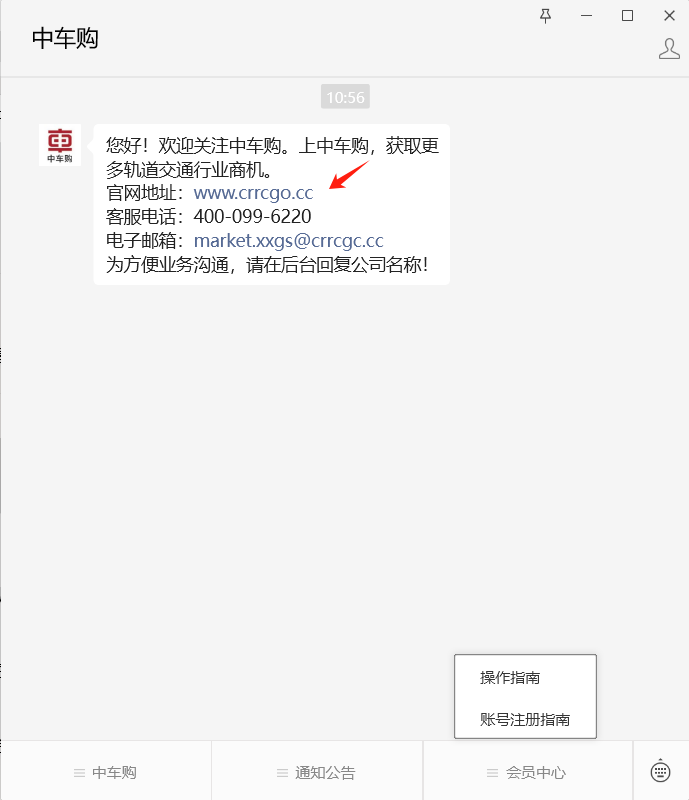 中车购
10:56
中车购
您好！欢迎关注中车购。上中车购，获取更
多轨道交通行业商机。
官网地址：www.crrcgo.cc
客服电话：400-099-6220
电子邮箱：market.xxgs@crrcgc.cc
为方便业务沟通，请在后台回复公司名称！
操作指南
账号注册指南
中车购
通知公告
会员中心